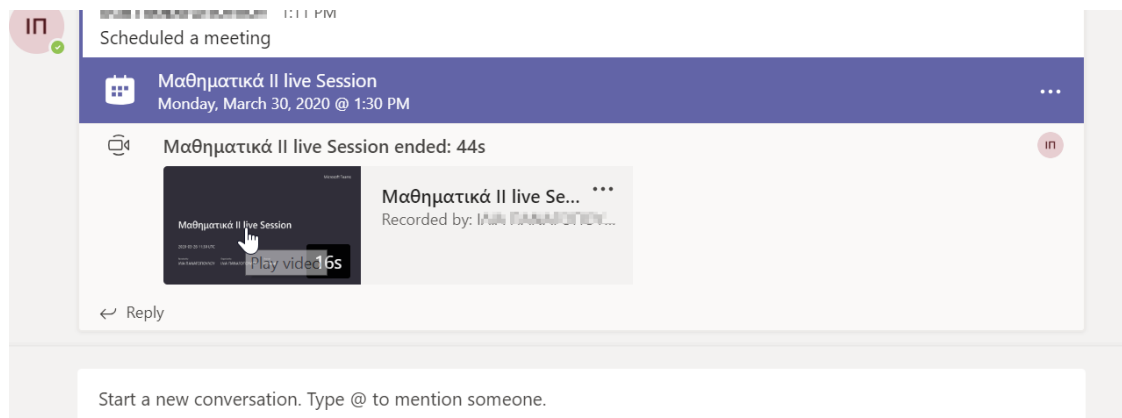 ΙΠ
1:11 PM
Scheduled a meeting
Μαθηματικά ΙΙ live Session
Monday, March 30, 2020 @ 1:30 PM
Μαθηματικά ΙΙ live Session ended: 44s
ΙΠ
Microsoft Teams
Μαθηματικά ΙΙ live Session
Play video
16s
Μαθηματικά ΙΙ live Se...
Recorded by:
Reply
Start a new conversation. Type @ to mention someone.